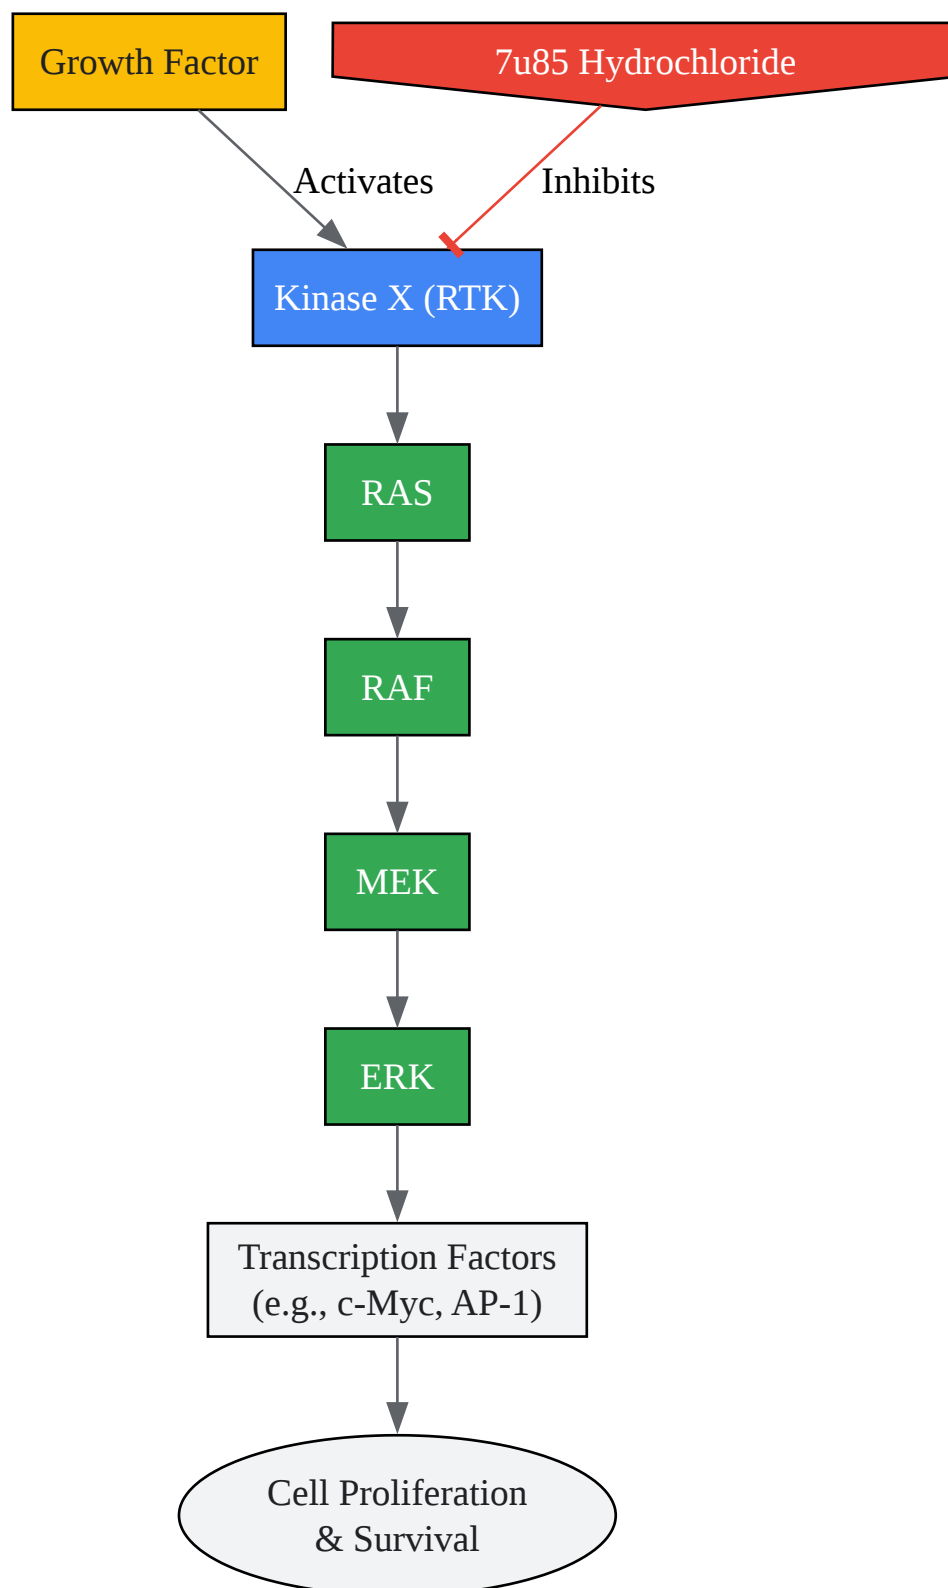 Growth Factor
7u85 Hydrochloride
Activates
Inhibits
Kinase X (RTK)
RAS
RAF
MEK
ERK
Transcription Factors
(e.g., c-Myc, AP-1)
Cell Proliferation
& Survival